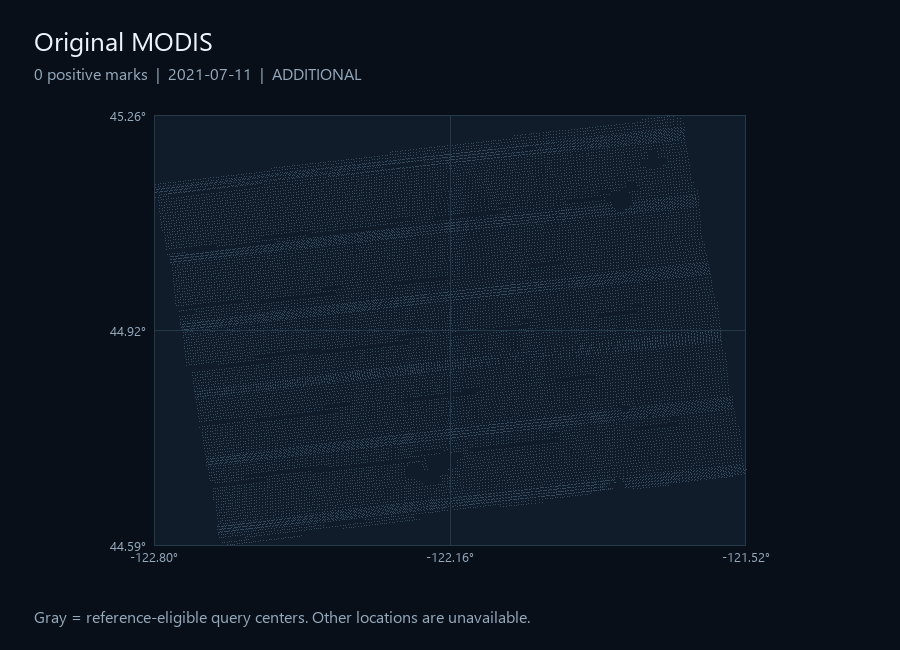 Original MODIS
0 positive marks | 2021-07-11 | ADDITIONAL
45.26°
44.92°
44.59°
-122.80°
-122.16°
-121.52°
Gray = reference-eligible query centers. Other locations are unavailable.